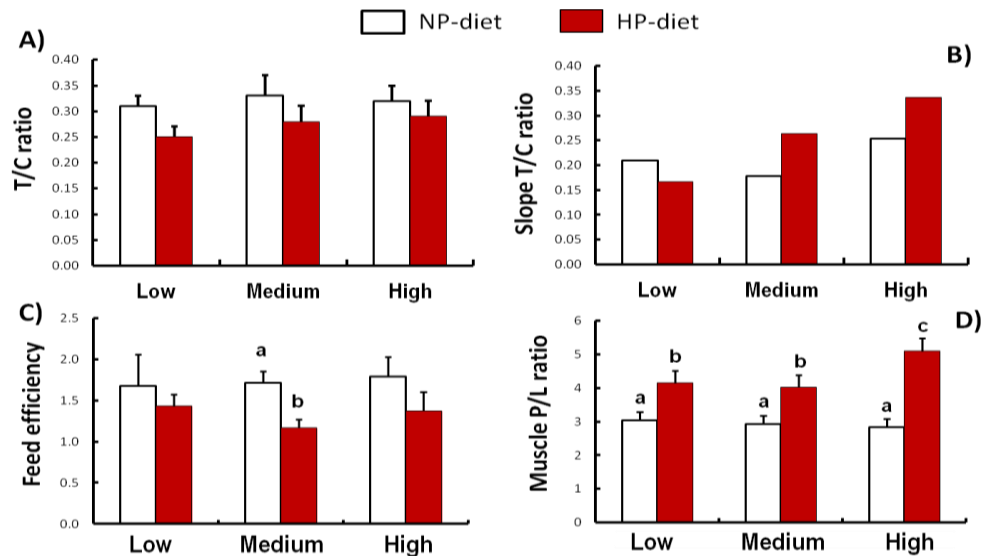 NP-diet HP-diet
A)
T/C ratio
0.40
0.35
0.30
0.25
0.20
0.15
0.10
0.05
0.00
Low Medium High
B)
Slope T/C ratio
0.40
0.35
0.30
0.25
0.20
0.15
0.10
0.05
0.00
Low Medium High
C)
Feed efficiency
2.5
2.0
1.5
1.0
0.5
0.0
a
b
Low Medium High
D)
Muscle P/L ratio
6
5
4
3
2
1
0
a b a b a c
Low Medium High